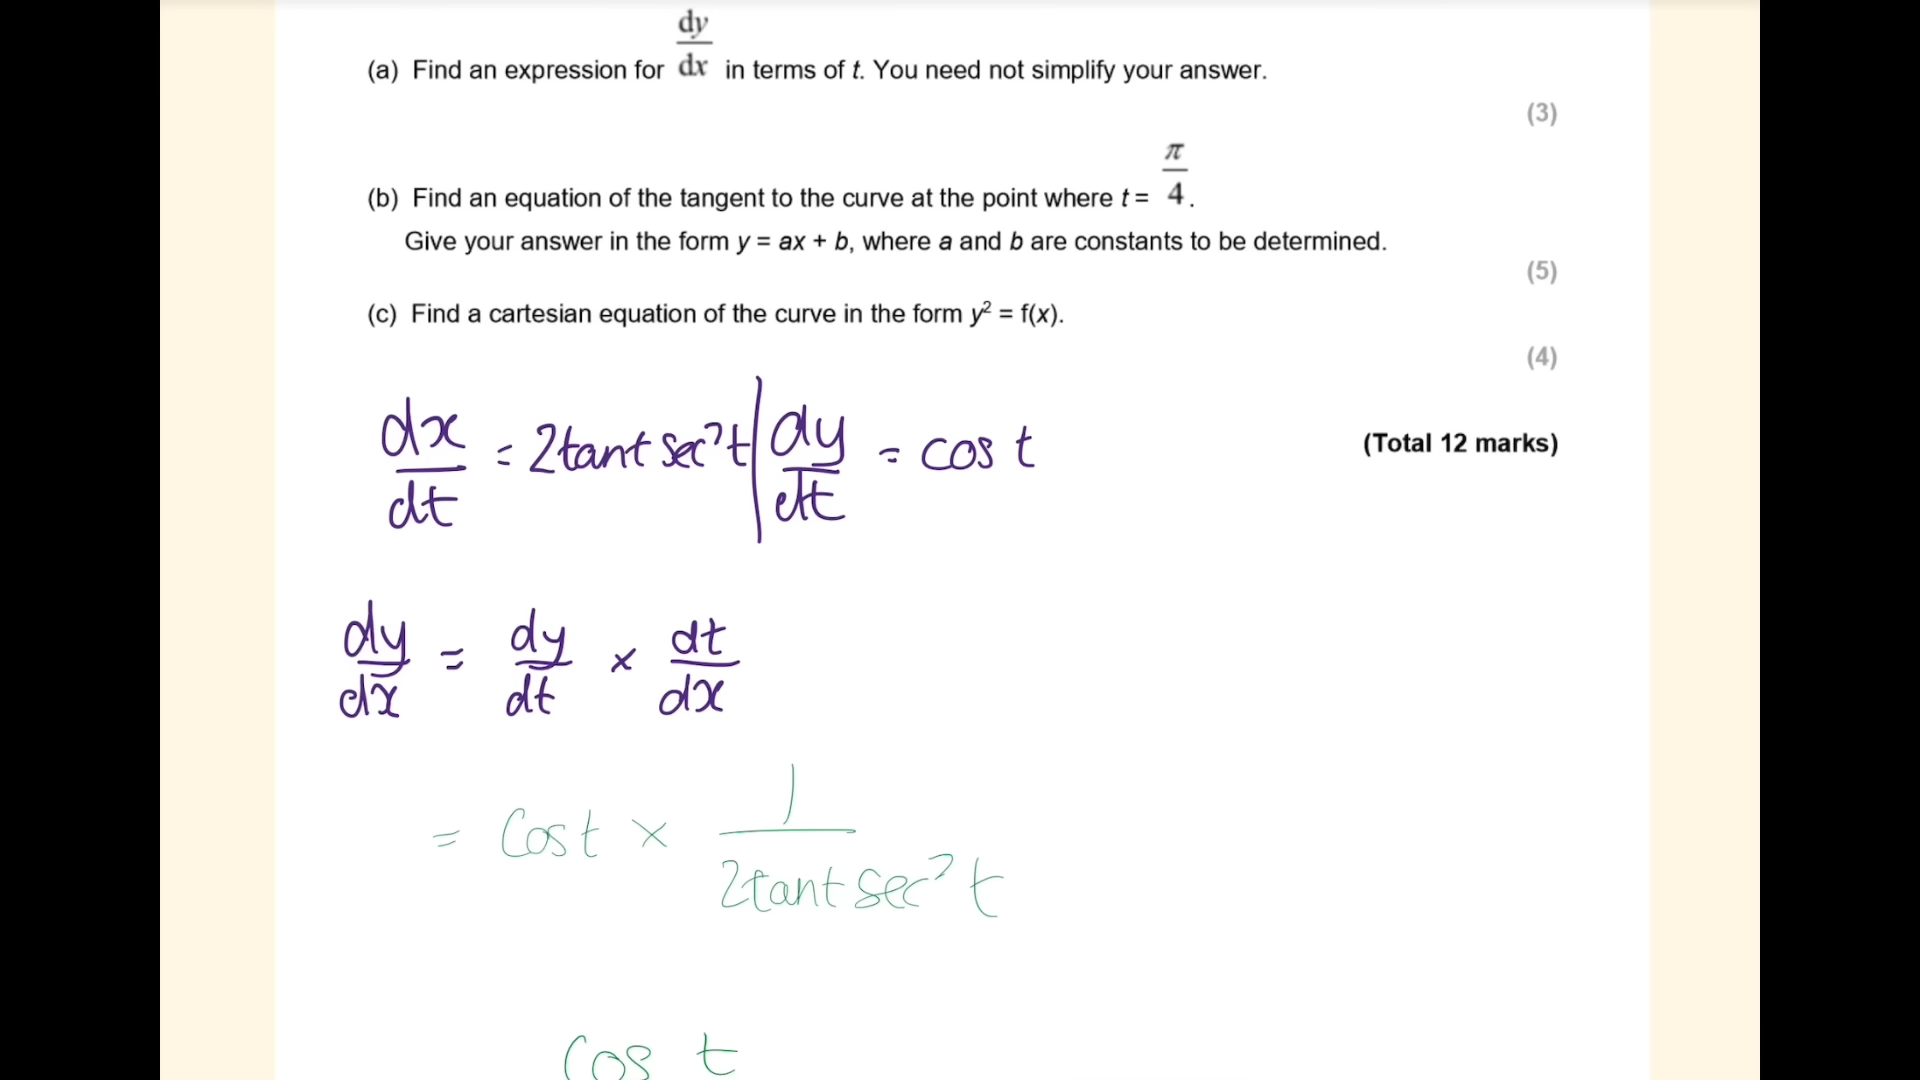 dy
(a) Find an expression for dx in terms of t. You need not simplify your answer.
(3)
π
(b) Find an equation of the tangent to the curve at the point where t = 4.
Give your answer in the form y = ax + b, where a and b are constants to be determined.
(5)
(c) Find a cartesian equation of the curve in the form y² = f(x).
(4)
dx/dt = 2tant sec²t | dy/dt = cos t
(Total 12 marks)
dy/dx = dy/dt × dt/dx
= Cost × 1/2tant sec²t
Cos t